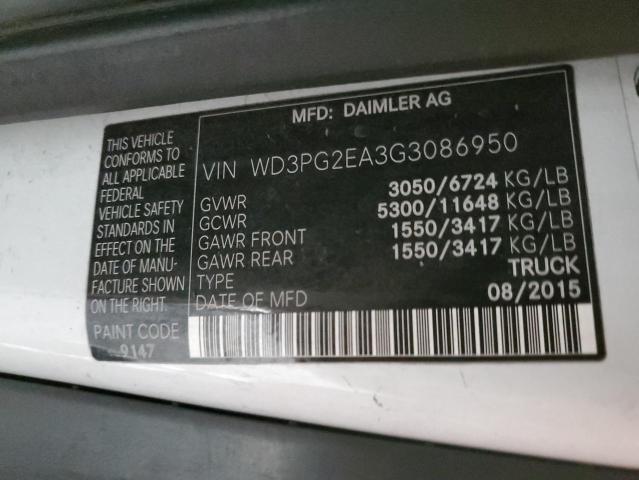 MFD: DAIMLER AG
THIS VEHICLE
CONFORMS TO
ALL APPLICABLE
FEDERAL
VEHICLE SAFETY
STANDARDS IN
EFFECT ON THE
DATE OF MANU-
FACTURE SHOWN
ON THE RIGHT.
PAINT CODE
9147
VIN WD3PG2EA3G3086950
GVWR 3050/6724 KG/LB
GCWR 5300/11648 KG/LB
GAWR FRONT 1550/3417 KG/LB
GAWR REAR 1550/3417 KG/LB
TYPE TRUCK
DATE OF MFD 08/2015